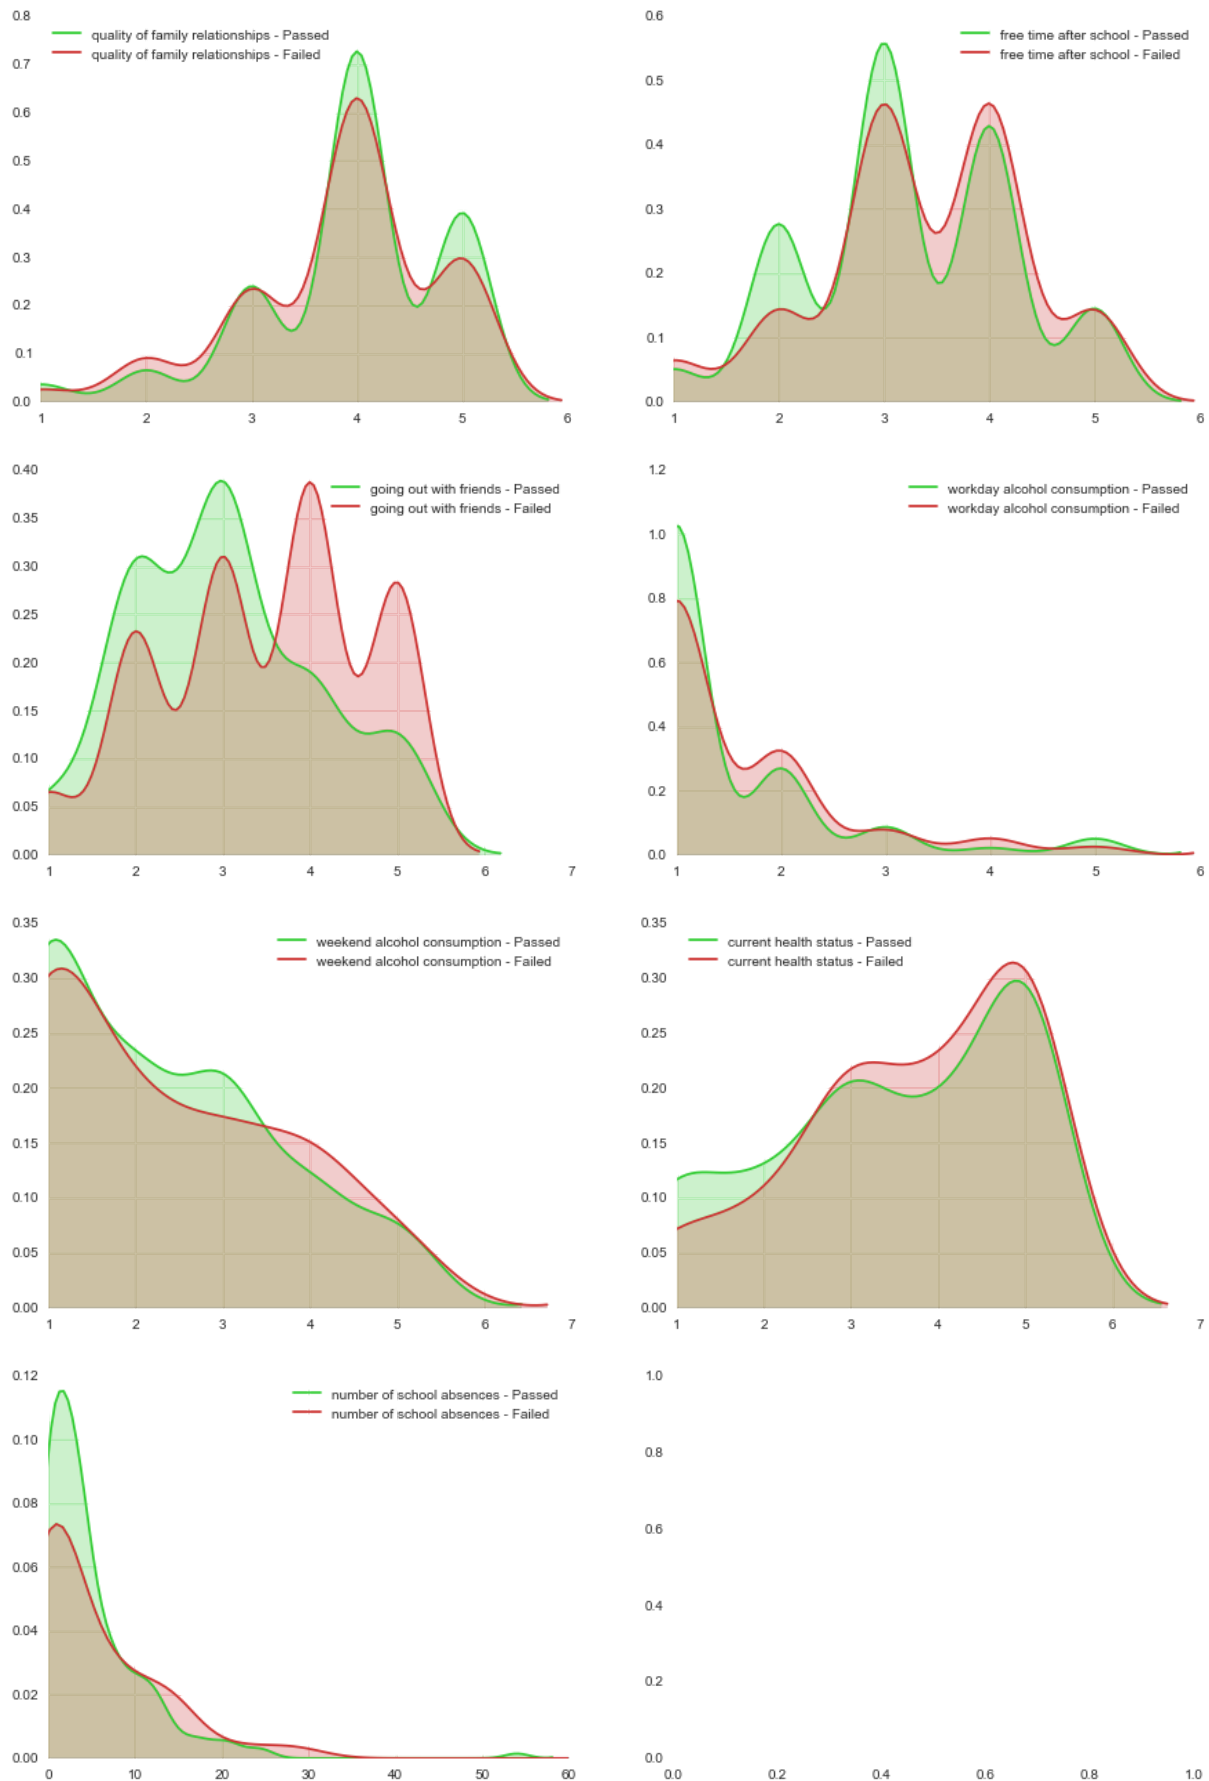 0.8
quality of family relationships - Passed
quality of family relationships - Failed
0.7
0.6
0.5
0.4
0.3
0.2
0.1
0.0
1 2 3 4 5 6
0.6
free time after school - Passed
free time after school - Failed
0.5
0.4
0.3
0.2
0.1
0.0
1 2 3 4 5 6
0.40
going out with friends - Passed
going out with friends - Failed
0.35
0.30
0.25
0.20
0.15
0.10
0.05
0.00
1 2 3 4 5 6 7
1.2
workday alcohol consumption - Passed
workday alcohol consumption - Failed
1.0
0.8
0.6
0.4
0.2
0.0
1 2 3 4 5 6
0.35
weekend alcohol consumption - Passed
weekend alcohol consumption - Failed
0.30
0.25
0.20
0.15
0.10
0.05
0.00
1 2 3 4 5 6 7
0.35
current health status - Passed
current health status - Failed
0.30
0.25
0.20
0.15
0.10
0.05
0.00
1 2 3 4 5 6 7
0.12
number of school absences - Passed
number of school absences - Failed
0.10
0.08
0.06
0.04
0.02
0.00
0 10 20 30 40 50 60
1.0
0.8
0.6
0.4
0.2
0.0
0.0 0.2 0.4 0.6 0.8 1.0